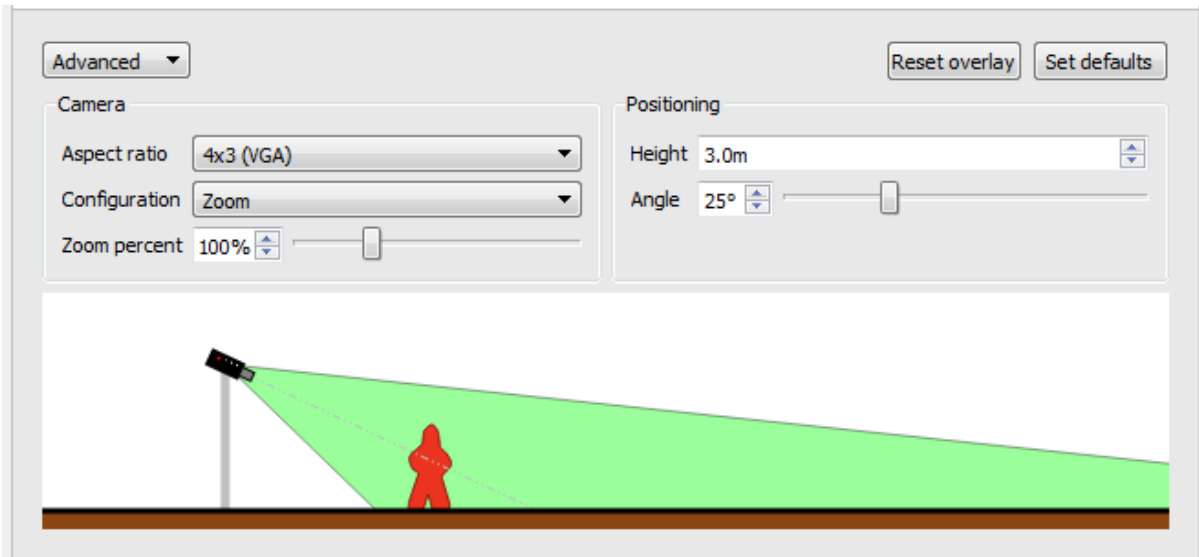 Advanced
Reset overlay
Set defaults
Camera
Positioning
Aspect ratio 4x3 (VGA)
Height 3.0m
Configuration Zoom
Angle 25°
Zoom percent 100%